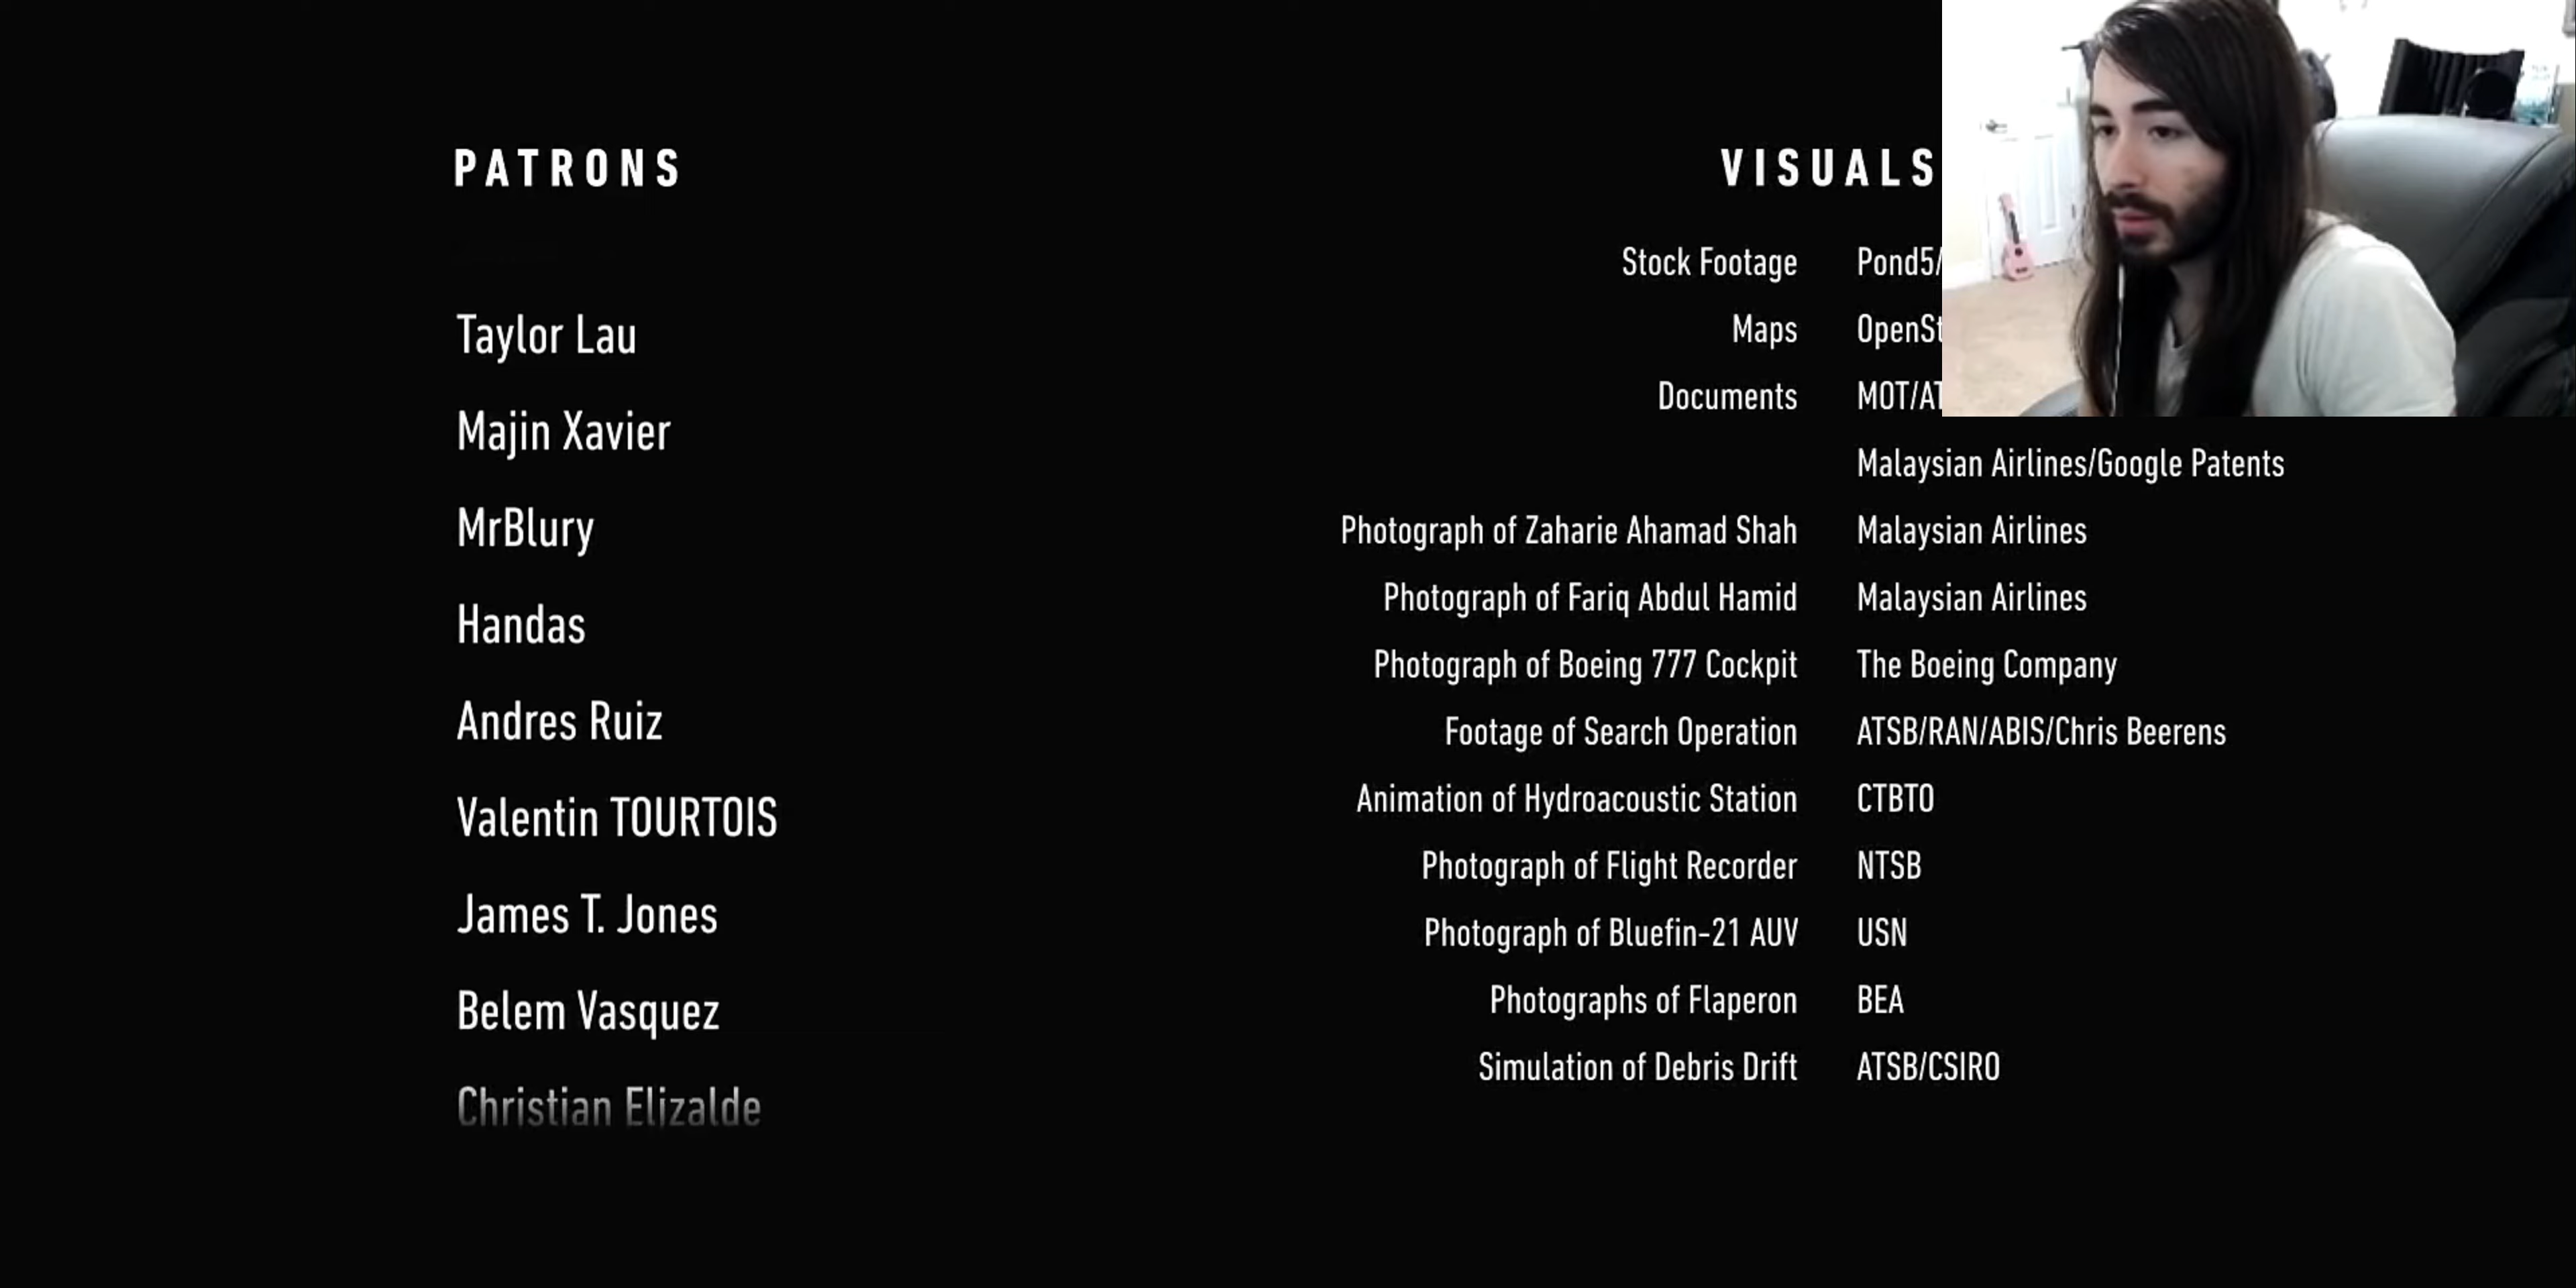 PATRONS
Taylor Lau
Majin Xavier
MrBlury
Handas
Andres Ruiz
Valentin TOURTOIS
James T. Jones
Belem Vasquez
Christian Elizalde
VISUALS
Stock Footage Pond5/
Maps OpenSt
Documents MOT/AT
Malaysian Airlines/Google Patents
Photograph of Zaharie Ahamad Shah Malaysian Airlines
Photograph of Fariq Abdul Hamid Malaysian Airlines
Photograph of Boeing 777 Cockpit The Boeing Company
Footage of Search Operation ATSB/RAN/ABIS/Chris Beerens
Animation of Hydroacoustic Station CTBTO
Photograph of Flight Recorder NTSB
Photograph of Bluefin-21 AUV USN
Photographs of Flaperon BEA
Simulation of Debris Drift ATSB/CSIRO